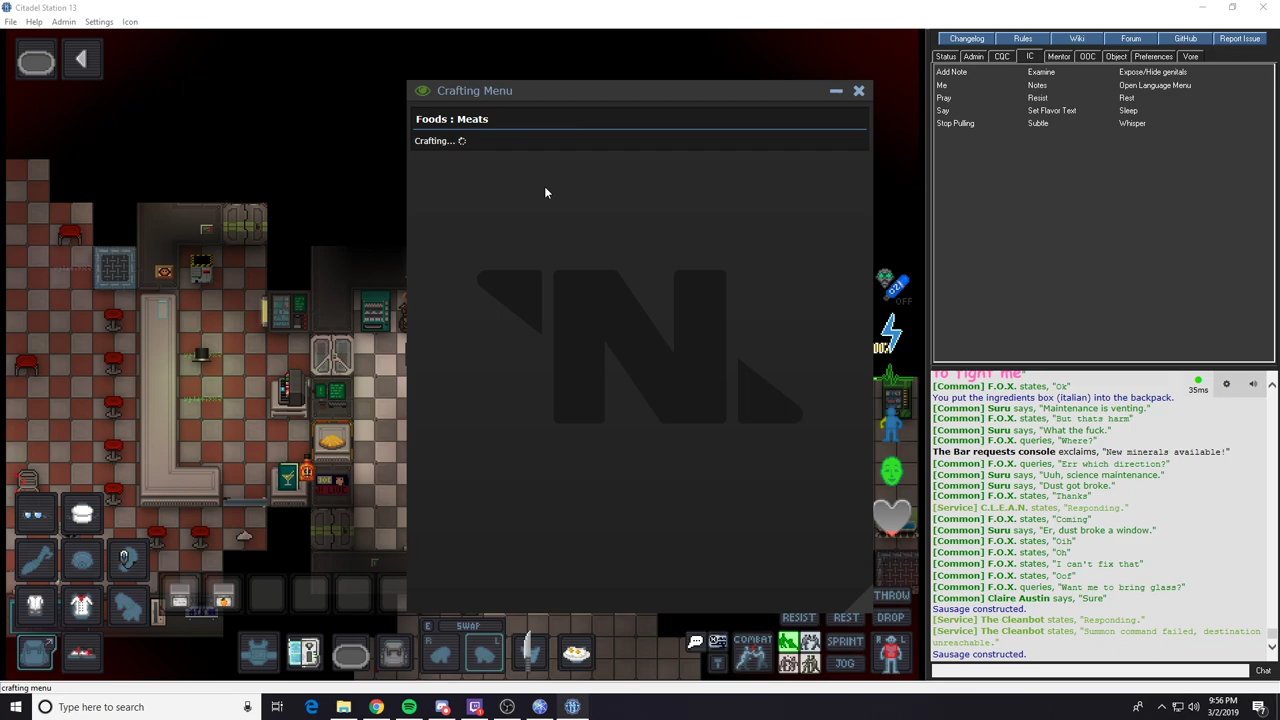 Citadel Station 13
File Help Admin Settings Icon
Changelog Rules Wiki Forum GitHub Report Issue
Status Admin CQC IC Mentor OOC Object Preferences Vore
Add Note Examine Expose/Hide genitals
Me Notes Open Language Menu
Pray Resist Rest
Say Set Flavor Text Sleep
Stop Pulling Subtle Whisper
Crafting Menu
Foods : Meats
Crafting...
OFF
RESIST REST DROP
THROW
SWAP
E
R L
COMBAT
SPRINT
JOG
R L
To fight me"
35ms
[Common] F.O.X. states, "Ok"
You put the ingredients box (italian) into the backpack.
[Common] Suru says, "Maintenance is venting."
[Common] F.O.X. states, "But thats harm"
[Common] Suru says, "What the fuck."
[Common] F.O.X. queries, "Where?"
The Bar requests console exclaims, "New minerals available!"
[Common] F.O.X. queries, "Err which direction?"
[Common] Suru says, "Uuh, science maintenance."
[Common] Suru says, "Dust got broke."
[Common] F.O.X. states, "Thanks"
[Service] C.L.E.A.N. states, "Responding."
[Common] F.O.X. states, "Coming"
[Common] Suru says, "Er, dust broke a window."
[Common] F.O.X. states, "Oih"
[Common] F.O.X. states, "Oh"
[Common] F.O.X. states, "I can't fix that"
[Common] F.O.X. states, "Oof"
[Common] F.O.X. queries, "Want me to bring glass?"
[Common] Claire Austin says, "Sure"
Sausage constructed.
[Service] The Cleanbot states, "Responding."
[Service] The Cleanbot states, "Summon command failed, destination
unreachable."
Sausage constructed.
Chat
crafting menu
Type here to search
9:56 PM
3/2/2019